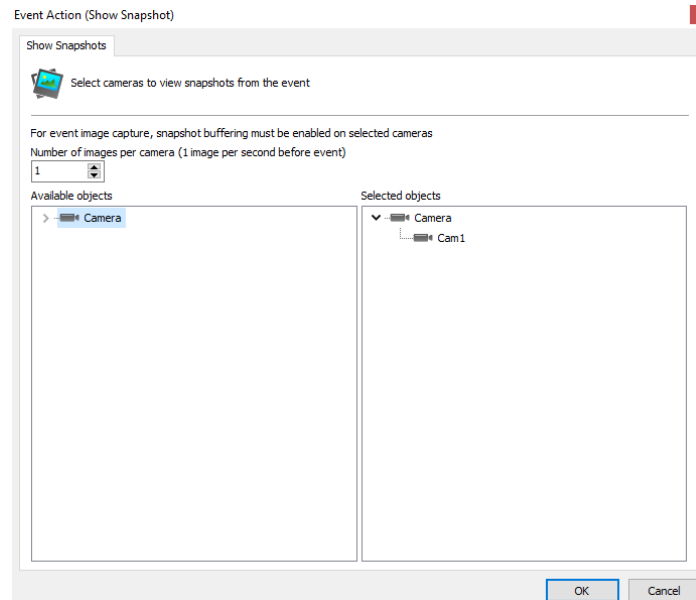 Event Action (Show Snapshot)
Show Snapshots
Select cameras to view snapshots from the event
For event image capture, snapshot buffering must be enabled on selected cameras
Number of images per camera (1 image per second before event)
1
Available objects
Selected objects
Camera
Camera
Cam1
OK
Cancel